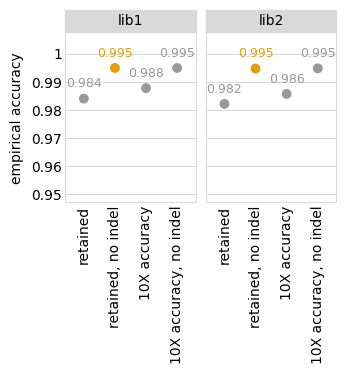 lib1
lib2
empirical accuracy
1
0.99
0.98
0.97
0.96
0.95
0.984
0.995
0.988
0.995
0.982
0.995
0.986
0.995
retained
retained, no indel
10X accuracy
10X accuracy, no indel
retained
retained, no indel
10X accuracy
10X accuracy, no indel